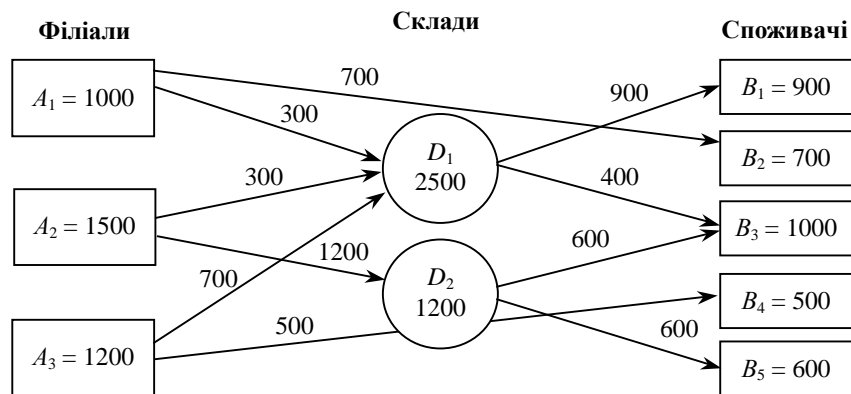 Філіали
Склади
Споживачі
A₁ = 1000
A₂ = 1500
A₃ = 1200
700
300
300
1200
700
500
D₁
2500
D₂
1200
900
400
600
600
B₁ = 900
B₂ = 700
B₃ = 1000
B₄ = 500
B₅ = 600